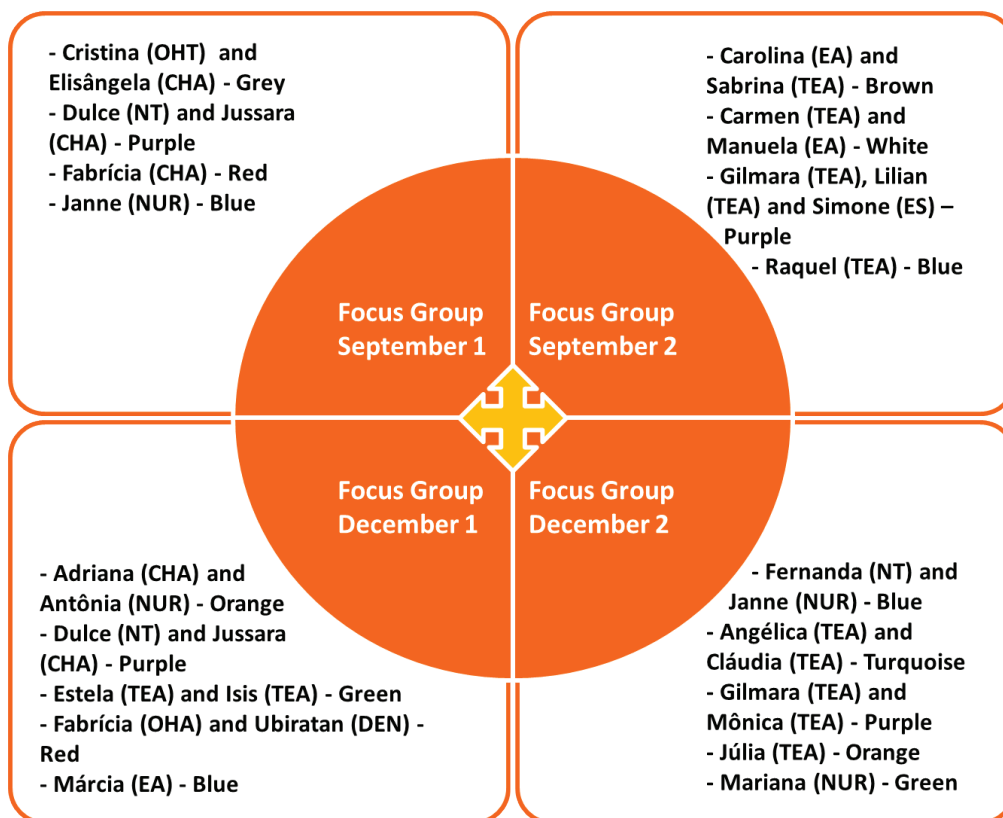 - Cristina (OHT) and
Elisângela (CHA) - Grey
- Dulce (NT) and Jussara
(CHA) - Purple
- Fabrícia (CHA) - Red
- Janne (NUR) - Blue
- Carolina (EA) and
Sabrina (TEA) - Brown
- Carmen (TEA) and
Manuela (EA) - White
- Gilmara (TEA), Lilian
(TEA) and Simone (ES) –
Purple
- Raquel (TEA) - Blue
Focus Group
September 1
Focus Group
September 2
Focus Group
December 1
Focus Group
December 2
- Adriana (CHA) and
Antônia (NUR) - Orange
- Dulce (NT) and Jussara
(CHA) - Purple
- Estela (TEA) and Isis (TEA) - Green
- Fabrícia (OHA) and Ubiratan (DEN) -
Red
- Márcia (EA) - Blue
- Fernanda (NT) and
Janne (NUR) - Blue
- Angélica (TEA) and
Cláudia (TEA) - Turquoise
- Gilmara (TEA) and
Mônica (TEA) - Purple
- Júlia (TEA) - Orange
- Mariana (NUR) - Green